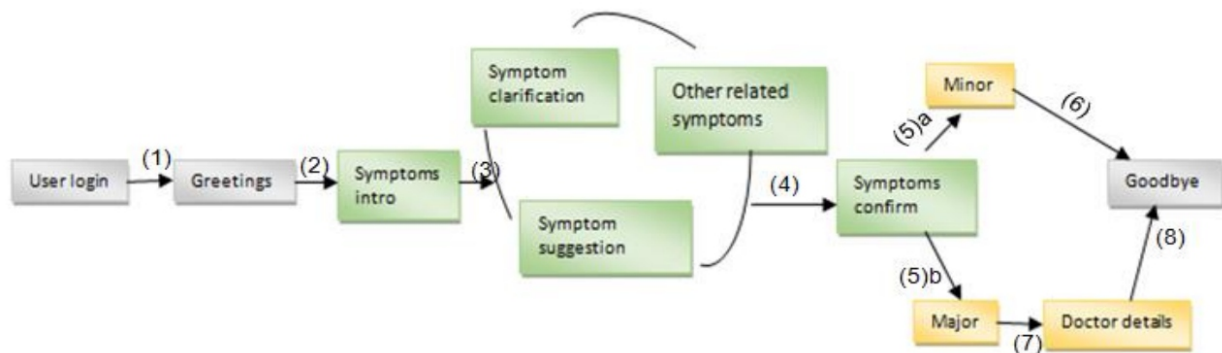 User login
(1)
Greetings
(2)
Symptoms
intro
(3)
Symptom
clarification
Other related
symptoms
Symptom
suggestion
(4)
Symptoms
confirm
(5)a
Minor
(6)
(5)b
Major
(7)
Doctor details
(8)
Goodbye